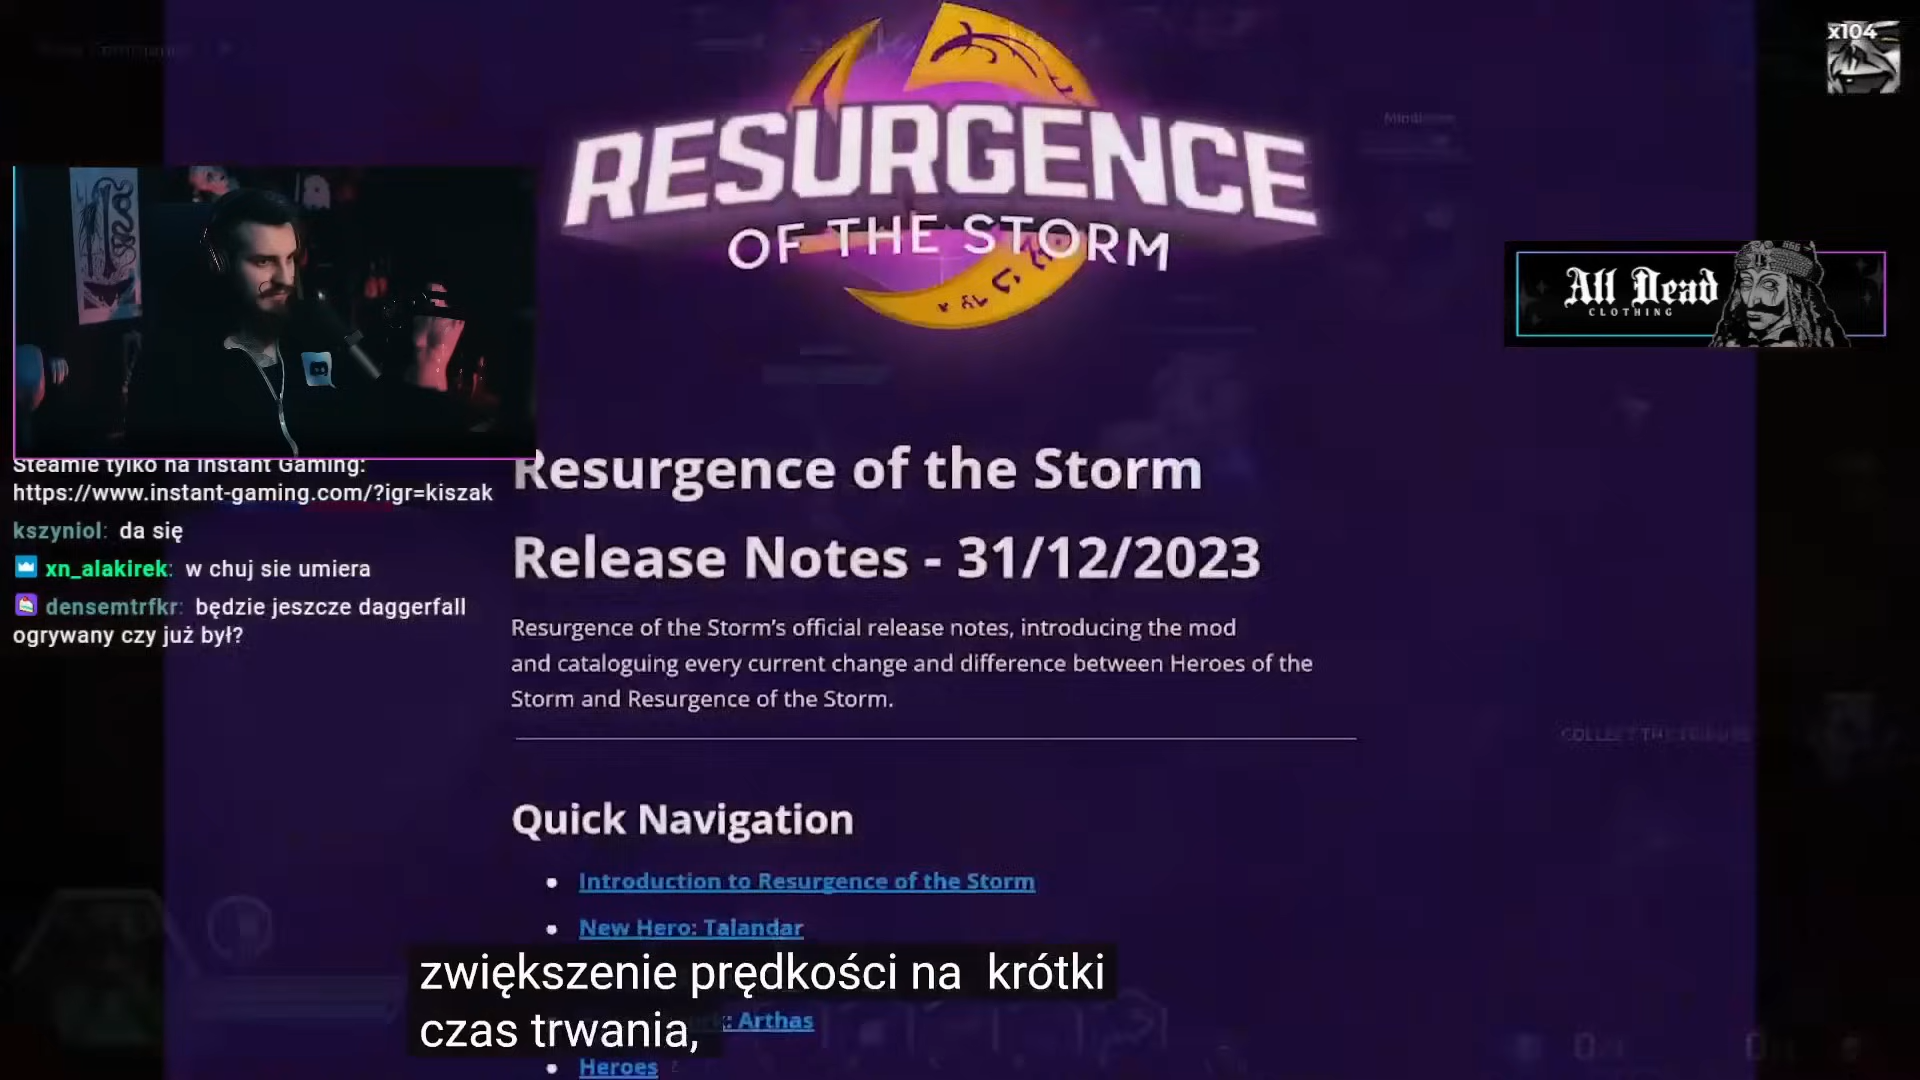 x104
RESURGENCE
OF THE STORM
All Dead
CLOTHING
Steamie tylko na Instant Gaming:
https://www.instant-gaming.com/?igr=kiszak
kszyniol: da się
xn_alakirek: w chuj sie umiera
densemtrfkr: będzie jeszcze daggerfall
ogrywany czy już był?
Resurgence of the Storm
Release Notes - 31/12/2023
Resurgence of the Storm's official release notes, introducing the mod
and cataloguing every current change and difference between Heroes of the
Storm and Resurgence of the Storm.
COLLECT THE TRIBUTE
Quick Navigation
Introduction to Resurgence of the Storm
New Hero: Talandar
: Arthas
Heroes
zwiększenie prędkości na krótki
czas trwania,